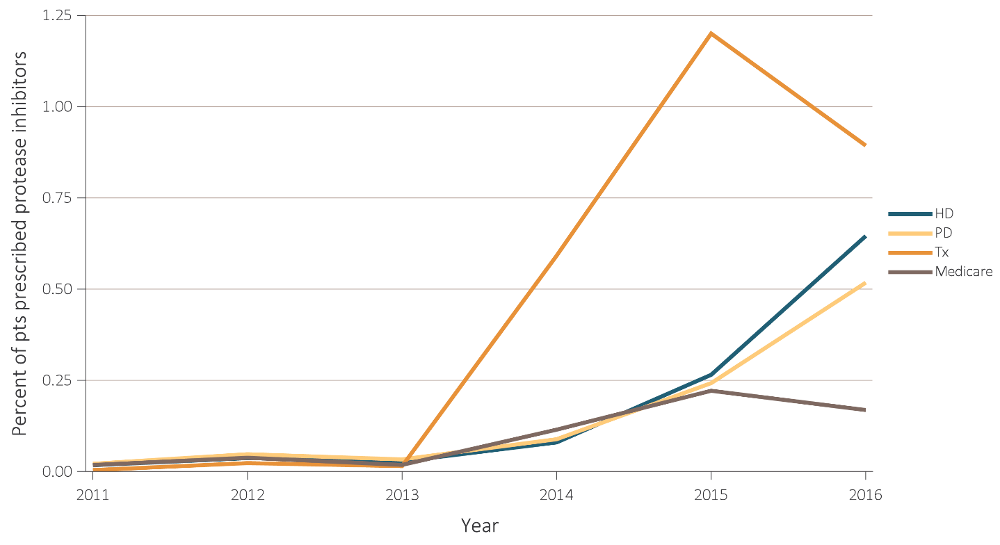 Percent of pts prescribed protease inhibitors
1.25
1.00
0.75
0.50
0.25
0.00
2011 2012 2013 2014 2015 2016
Year
HD
PD
Tx
Medicare